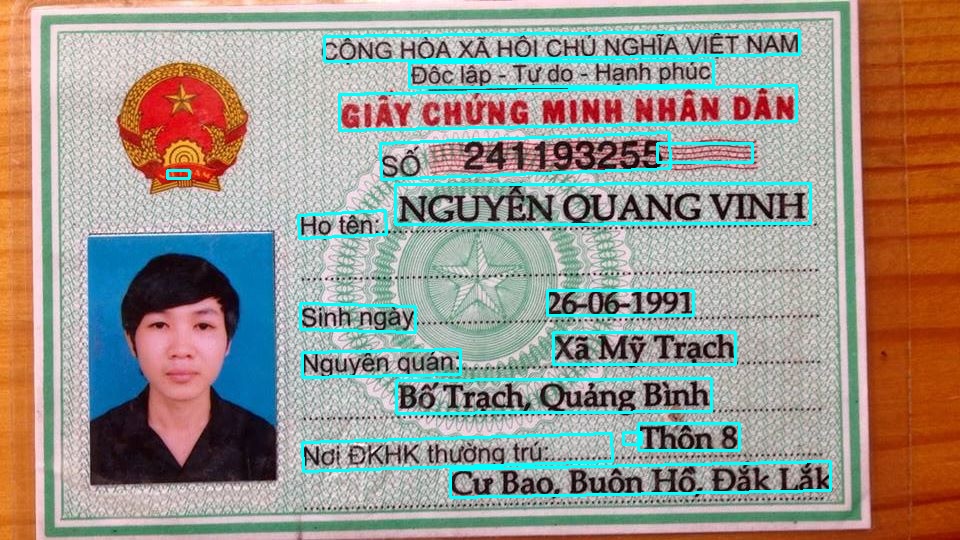 CỘNG HÒA XÃ HỘI CHỦ NGHĨA VIỆT NAM
Độc lập - Tự do - Hạnh phúc
GIẤY CHỨNG MINH NHÂN DÂN
SỐ 241193255
Họ tên: NGUYỄN QUANG VINH
Sinh ngày 26-06-1991
Nguyên quán: Xã Mỹ Trạch
Bố Trạch, Quảng Bình
Nơi ĐKHK thường trú: Thôn 8
Cư Bao, Buôn Hồ, Đắk Lắk